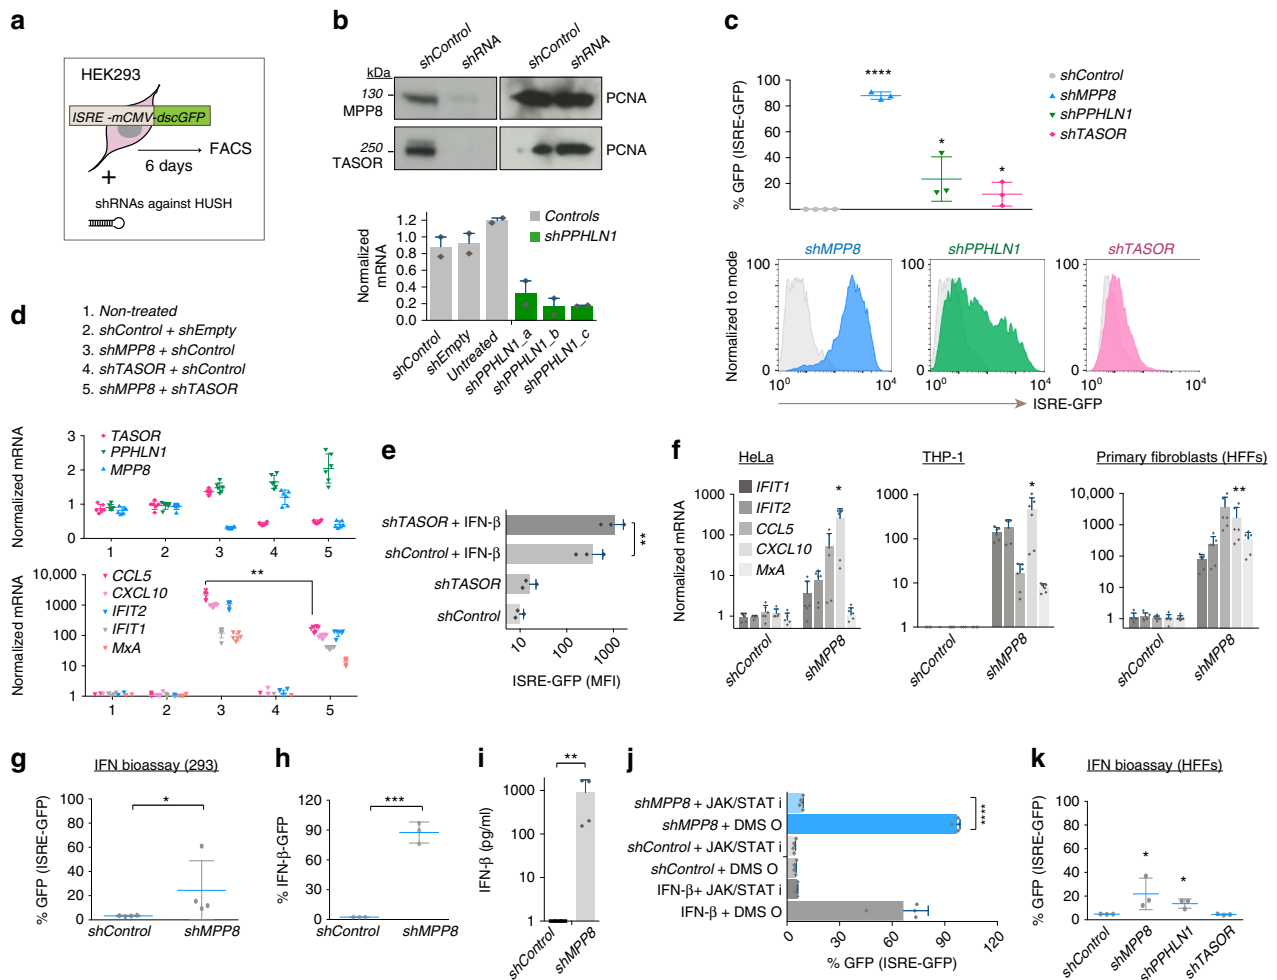 a
HEK293
ISRE -mCMV-dscGFP
FACS
6 days
+
shRNAs against HUSH
b
shControl
shRNA
shControl
shRNA
kDa
130
MPP8
PCNA
250
TASOR
PCNA
Normalized mRNA
1.2
1.0
0.8
0.6
0.4
0.2
0.0
Controls
shPPHLN1
shControl
shEmpty
Untreated
shPPHLN1_a
shPPHLN1_b
shPPHLN1_c
c
% GFP (ISRE-GFP)
100
80
60
40
20
****
*
*
shControl
shMPP8
shPPHLN1
shTASOR
shMPP8
shPPHLN1
shTASOR
Normalized to mode
100
100
100
0
0
0
10⁰
10⁴
10⁰
10⁴
10⁰
10⁴
ISRE-GFP
d
1. Non-treated
2. shControl + shEmpty
3. shMPP8 + shControl
4. shTASOR + shControl
5. shMPP8 + shTASOR
Normalized mRNA
3
2
1
0
TASOR
PPHLN1
MPP8
1 2 3 4 5
Normalized mRNA
10,000
1000
100
10
1
CCL5
CXCL10
IFIT2
IFIT1
MxA
**
1 2 3 4 5
e
shTASOR + IFN-β
shControl + IFN-β
shTASOR
shControl
**
10 100 1000
ISRE-GFP (MFI)
f
HeLa
Normalized mRNA
1000
100
10
1
IFIT1
IFIT2
CCL5
CXCL10
MxA
*
shControl
shMPP8
THP-1
1000
100
10
1
*
shControl
shMPP8
Primary fibroblasts (HFFs)
10,000
1000
100
10
1
**
shControl
shMPP8
g
IFN bioassay (293)
% GFP (ISRE-GFP)
100
80
60
40
20
0
*
shControl
shMPP8
h
% IFN-β-GFP
120
90
60
30
0
***
shControl
shMPP8
i
IFN-β (pg/ml)
1000
100
10
1
**
shControl
shMPP8
j
shMPP8 + JAK/STAT i
shMPP8 + DMS O
shControl + JAK/STAT i
shControl + DMS O
IFN-β+ JAK/STAT i
IFN-β + DMS O
****
0 30 60 90 120
% GFP (ISRE-GFP)
k
IFN bioassay (HFFs)
% GFP (ISRE-GFP)
100
80
60
40
20
0
*
*
shControl
shMPP8
shPPHLN1
shTASOR